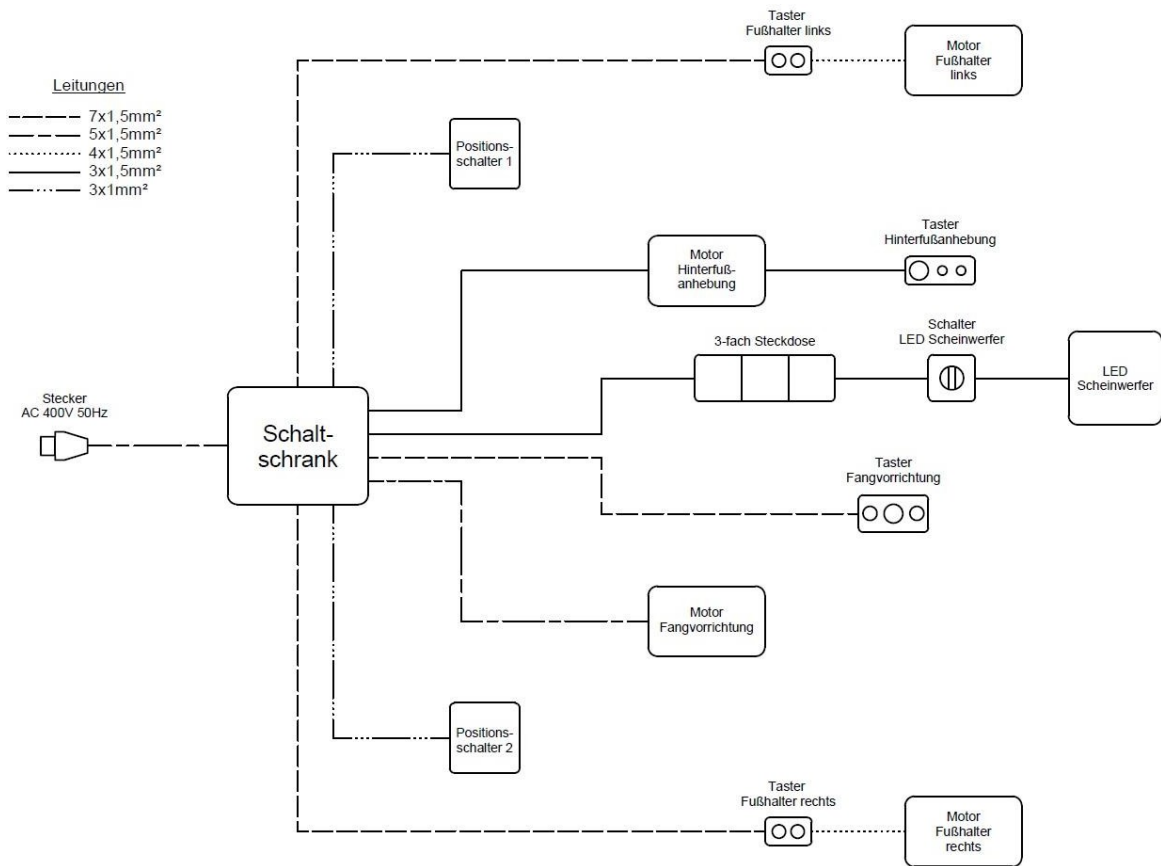 Leitungen
7x1,5mm²
5x1,5mm²
4x1,5mm²
3x1,5mm²
3x1mm²
Taster
Fußhalter links
Motor
Fußhalter
links
Positions-
schalter 1
Motor
Hinterfuß-
anhebung
Taster
Hinterfußanhebung
3-fach Steckdose
Schalter
LED Scheinwerfer
LED
Scheinwerfer
Stecker
AC 400V 50Hz
Schalt-
schrank
Taster
Fangvorrichtung
Motor
Fangvorrichtung
Positions-
schalter 2
Taster
Fußhalter rechts
Motor
Fußhalter
rechts